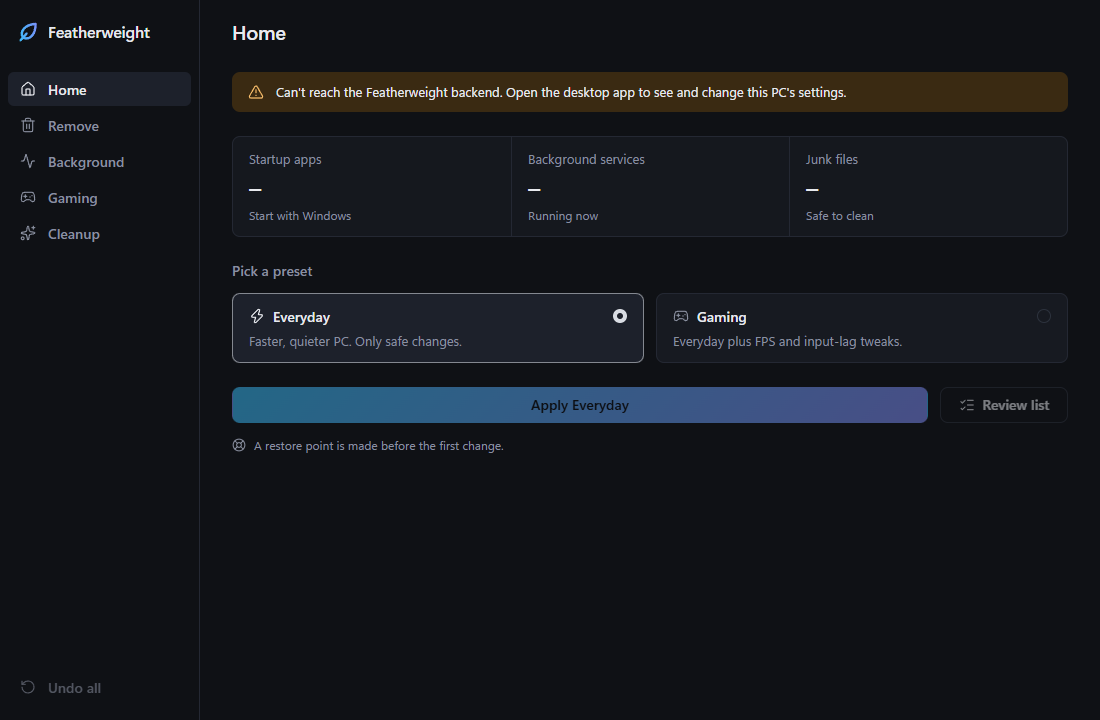 Featherweight
Home
Remove
Background
Gaming
Cleanup
Undo all
Home
Can't reach the Featherweight backend. Open the desktop app to see and change this PC's settings.
Startup apps
—
Start with Windows
Background services
—
Running now
Junk files
—
Safe to clean
Pick a preset
Everyday
Faster, quieter PC. Only safe changes.
Gaming
Everyday plus FPS and input-lag tweaks.
Apply Everyday
Review list
A restore point is made before the first change.